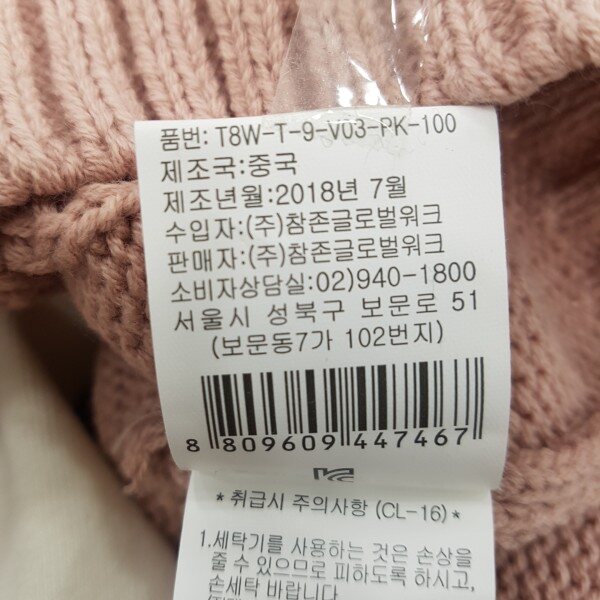 품번: T8W-T-9-V03-PK-100
제조국:중국
제조년월:2018년 7월
수입자:(주)참존글로벌워크
판매자:(주)참존글로벌워크
소비자상담실:02)940-1800
서울시 성북구 보문로 51
(보문동7가 102번지)
8 809609 447467
* 취급시 주의사항 (CL-16) *
1.세탁기를 사용하는 것은 손상을
줄 수 있으므로 피하도록 하시고,
손세탁 바랍니다.